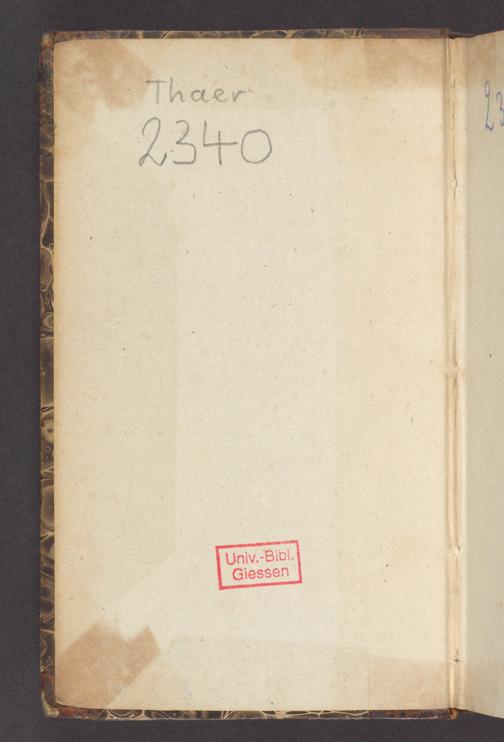 Thaer
2340
Univ.-Bibl.
Giessen